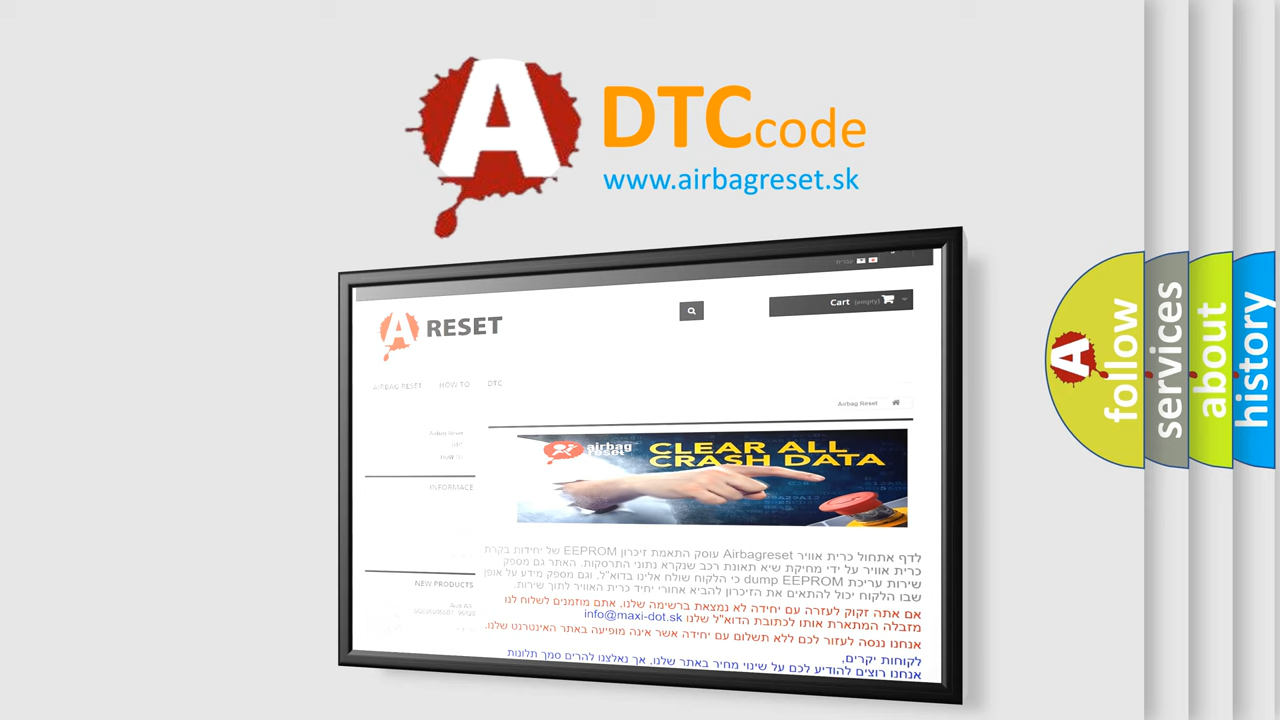 A DTC code
www.airbagreset.sk
עברית
Cart (empty)
A RESET
AIRBAG RESET HOW TO DTC
Airbag Reset
Airbag Reset
HOW TO
INFORMACE
NEW PRODUCTS
airbag
reset
CLEAR ALL
CRASH DATA
לדף אתחול כרית אוויר Airbagreset עוסק התאמת זיכרון EEPROM של יחידות בקרת
כרית אוויר על ידי מחיקת שיא תאונת רכב שנקרא נתוני התרסקות. האתר גם מספק
שירות עריכת dump EEPROM כי הלקוח שולח אלינו בדוא"ל, וגם מספק מידע על אופן
שבו הלקוח יכול להתאים את הזיכרון להביא אחורי יחיד כרית האוויר לתוך שירות.
אם אתה זקוק לעזרה עם יחידה לא נמצאת ברשימה שלנו, אתם מוזמנים לשלוח לנו
מזבלה המתארת אותו לכתובת הדוא"ל שלנו info@maxi-dot.sk
אנחנו ננסה לעזור לכם ללא תשלום עם יחידה אשר אינה מופיעה באתר האינטרנט שלנו.
לקוחות יקרים,
אנחנו רוצים להודיע לכם על שינוי מחיר באתר שלנו, אך נאלצנו להרים סמך תלונות
A follow
services
about
history